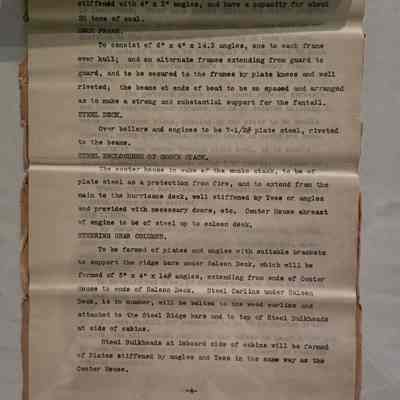 stiffened with 4" x 3" angles, and have a capacity for about
20 tons of coal.
DECK FRAME.
To consist of 6" x 4" x 14.2 angles, one to each frame
over hull; and on alternate frames extending from guard to
guard, and to be secured to the frames by plate knees and well
riveted, the beams at ends of boat to be so spaced and arranged
as to make a strong and substantial support for the fantail.
STEEL DECK.
Over boilers and engines to be 7-1/2# plate steel, riveted
to the beams.
STEEL ENCLOSURES OF SMOKE STACK.
The center house in wake of the smoke stack, to be of
plate steel as a protection from fire, and to extend from the
main to the hurricane deck, well stiffened by Tees or angles
and provided with necessary doors, etc. Center House abreast
of engine to be of steel up to saloon deck.
STEERING GEAR COLUMNS.
To be formed of plates and angles with suitable brackets
to support the ridge bars under Saloon Deck, which will be
formed of 5" x 4" x 14# angles, extending from ends of Center
House to ends of Saloon Deck. Steel Carlins under Saloon
Deck, in number, will be bolted to the wood carlins and
attached to the Steel Ridge bars and to top of Steel Bulkheads
at side of cabins.
Steel Bulkheads at inboard side of cabins will be formed
of Plates stiffened by angles and Tees in the same way as the
Center House.
-4-